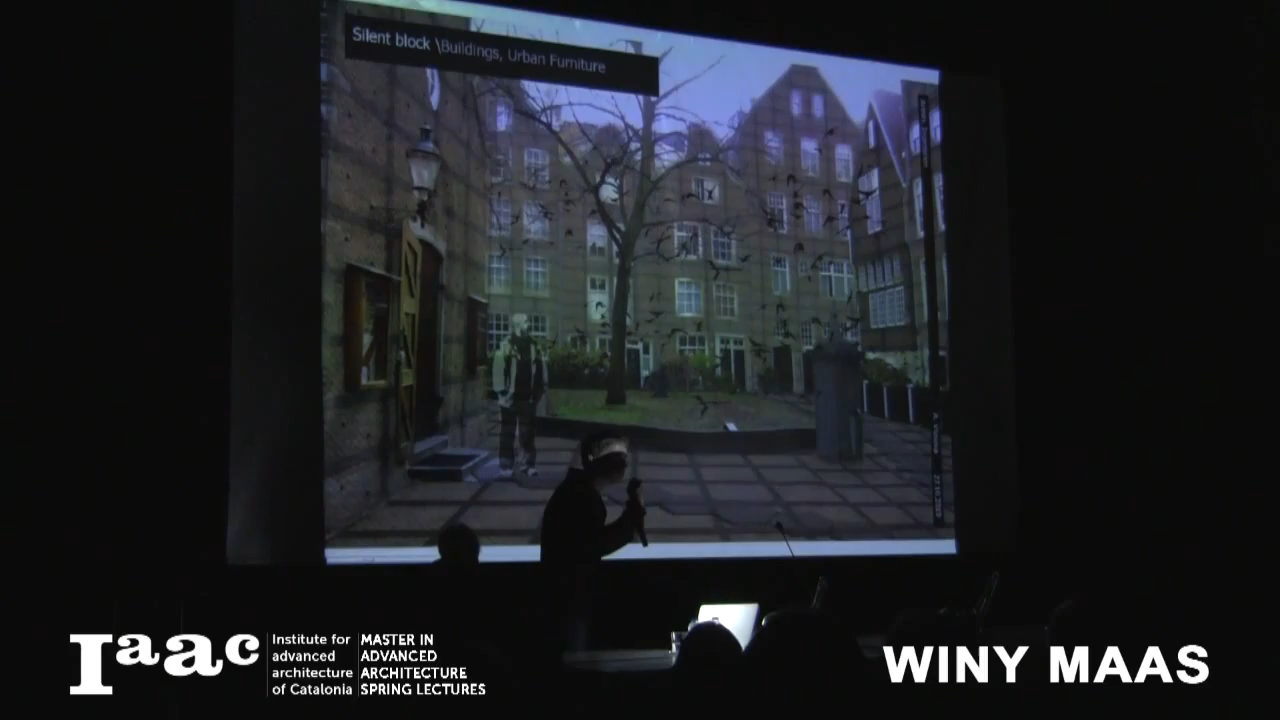 Silent block \Buildings, Urban Furniture
Iaac
Institute for
advanced
architecture
of Catalonia
MASTER IN
ADVANCED
ARCHITECTURE
SPRING LECTURES
WINY MAAS